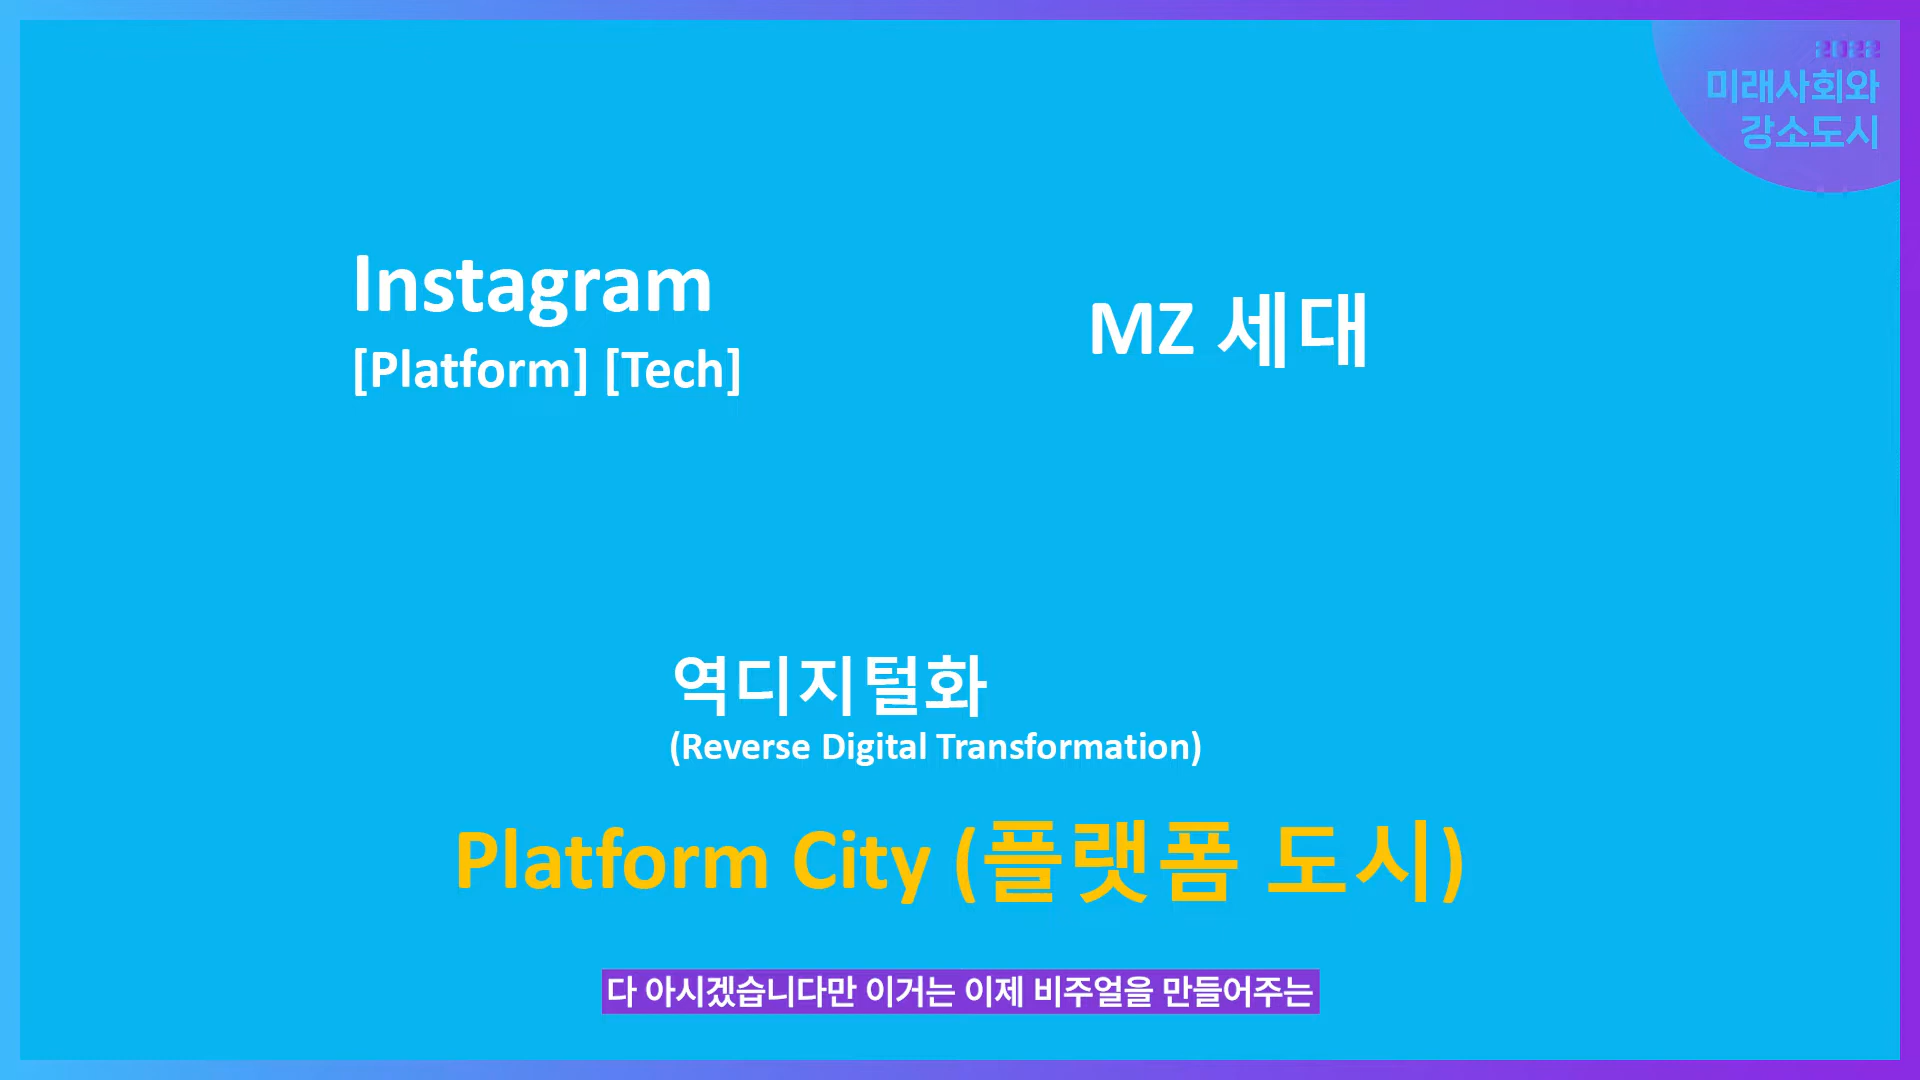 2022
미래사회와
강소도시
Instagram
[Platform] [Tech]
MZ 세대
역디지털화
(Reverse Digital Transformation)
Platform City (플랫폼 도시)
다 아시겠습니다만 이거는 이제 비주얼을 만들어주는